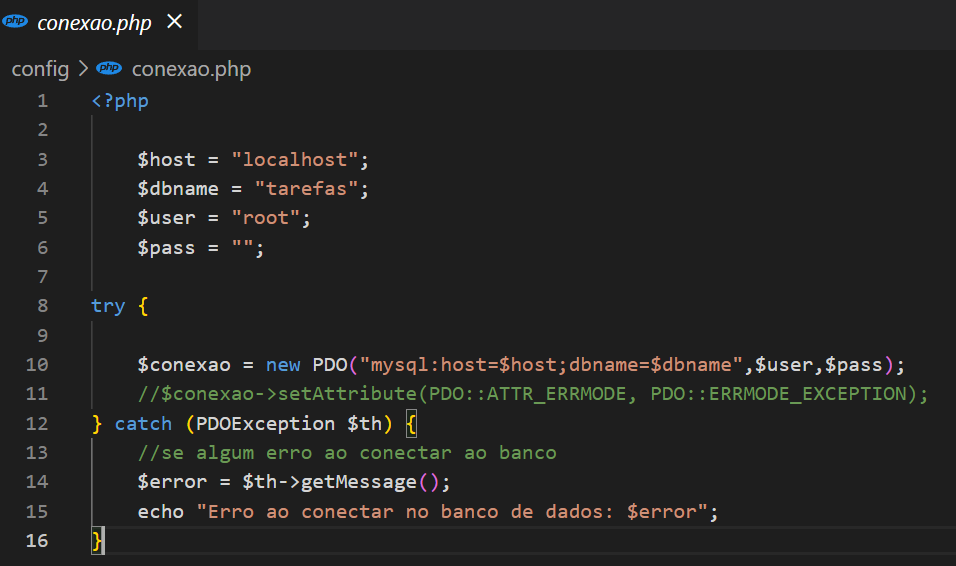 php conexao.php ×
config > php conexao.php
1 <?php
2
3 $host = "localhost";
4 $dbname = "tarefas";
5 $user = "root";
6 $pass = "";
7
8 try {
9
10 $conexao = new PDO("mysql:host=$host;dbname=$dbname",$user,$pass);
11 //$conexao->setAttribute(PDO::ATTR_ERRMODE, PDO::ERRMODE_EXCEPTION);
12 } catch (PDOException $th) {
13 //se algum erro ao conectar ao banco
14 $error = $th->getMessage();
15 echo "Erro ao conectar no banco de dados: $error";
16 }